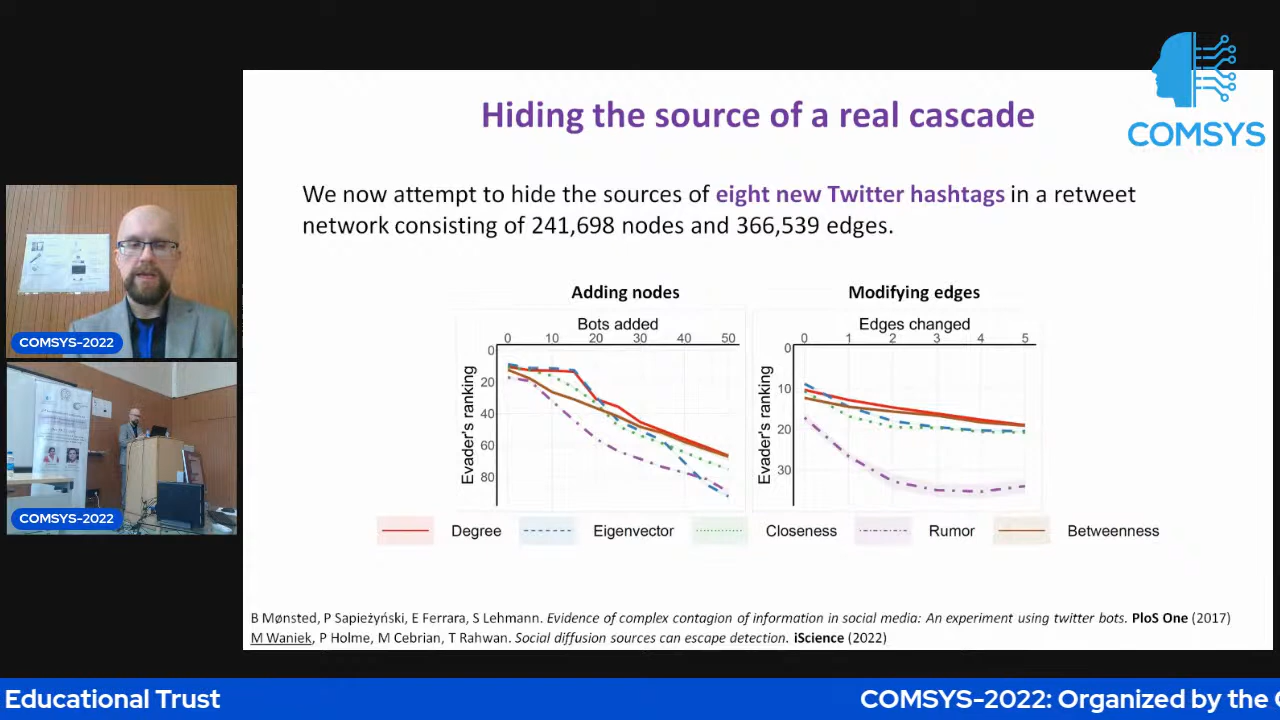 COMSYS
Hiding the source of a real cascade
We now attempt to hide the sources of eight new Twitter hashtags in a retweet
network consisting of 241,698 nodes and 366,539 edges.
Adding nodes
Bots added
0 10 20 30 40 50
Evader's ranking
0
20
40
60
80
Modifying edges
Edges changed
0 1 2 3 4 5
Evader's ranking
0
10
20
30
Degree Eigenvector Closeness Rumor Betweenness
B Mønsted, P Sapieżyński, E Ferrara, S Lehmann. Evidence of complex contagion of information in social media: An experiment using twitter bots. PloS One (2017)
M Waniek, P Holme, M Cebrian, T Rahwan. Social diffusion sources can escape detection. iScience (2022)
COMSYS-2022
COMSYS-2022
Educational Trust
COMSYS-2022: Organized by the